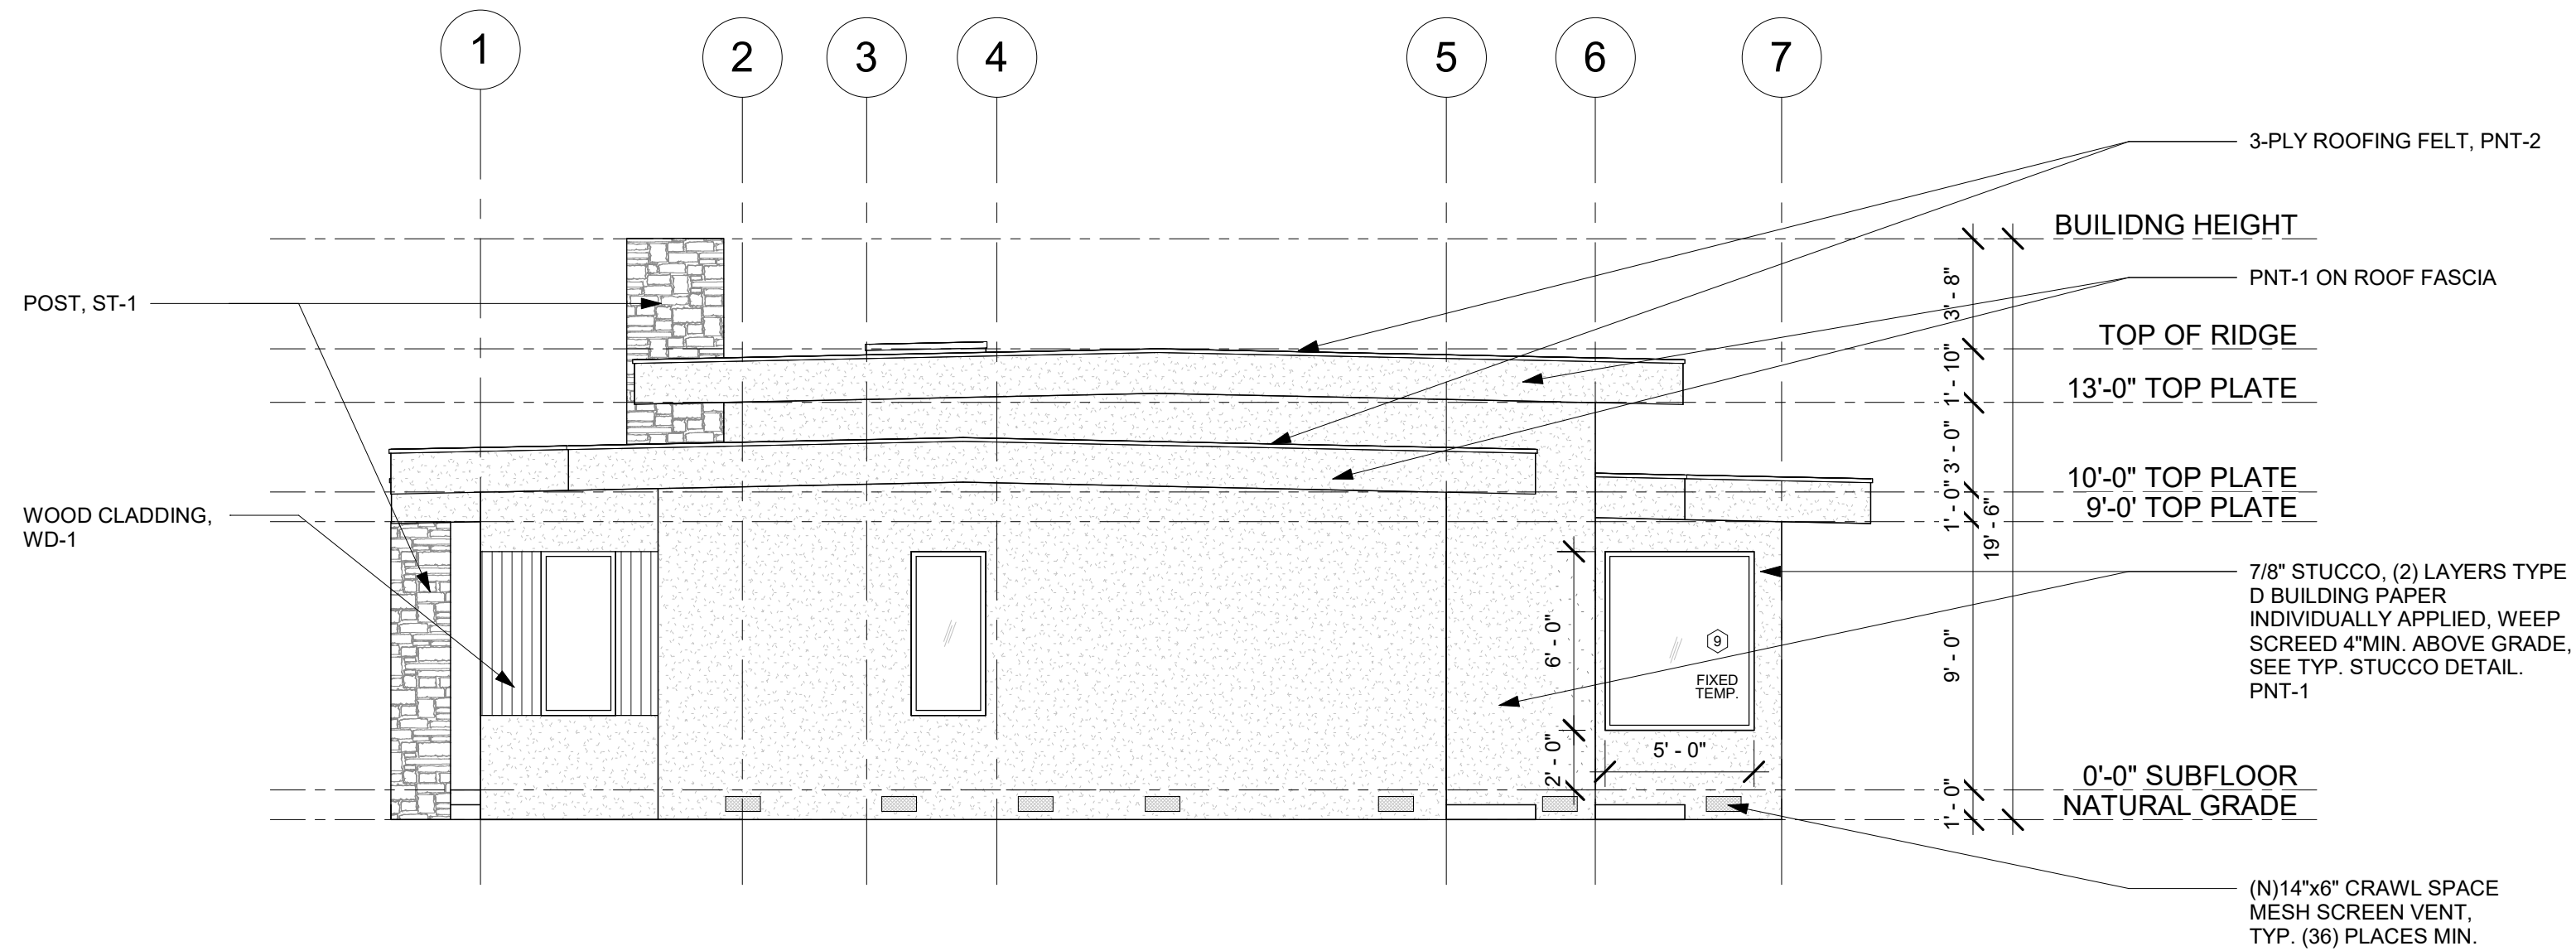 1
2
3
4
5
6
7
3-PLY ROOFING FELT, PNT-2
BUILIDNG HEIGHT
PNT-1 ON ROOF FASCIA
POST, ST-1
3' - 8"
TOP OF RIDGE
1' - 10"
13'-0" TOP PLATE
3' - 0"
10'-0" TOP PLATE
1' - 0"
9'-0' TOP PLATE
19' - 6"
WOOD CLADDING,
WD-1
7/8" STUCCO, (2) LAYERS TYPE
D BUILDING PAPER
INDIVIDUALLY APPLIED, WEEP
SCREED 4"MIN. ABOVE GRADE,
SEE TYP. STUCCO DETAIL.
PNT-1
6' - 0"
9
FIXED
TEMP.
9' - 0"
2' - 0"
5' - 0"
0'-0" SUBFLOOR
1' - 0"
NATURAL GRADE
(N)14"x6" CRAWL SPACE
MESH SCREEN VENT,
TYP. (36) PLACES MIN.